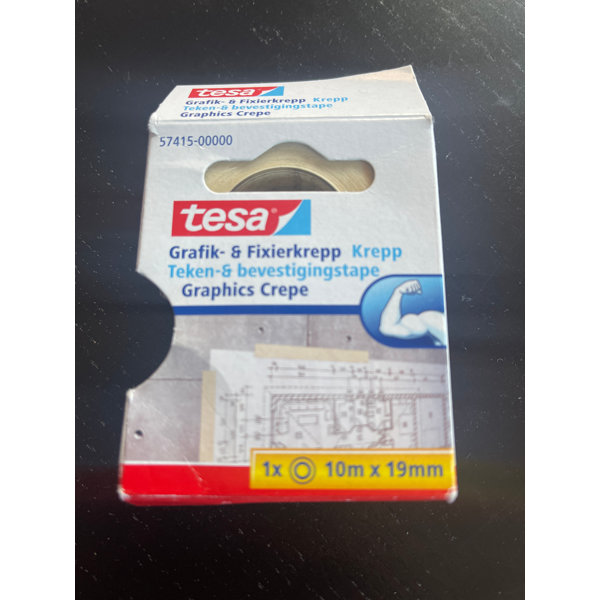 tesa
Grafik- & Fixierkrepp Krepp
Teken-& bevestigingstape
Graphics Crepe
57415-00000
tesa®
Grafik- & Fixierkrepp Krepp
Teken-& bevestigingstape
Graphics Crepe
1x 10m x 19mm